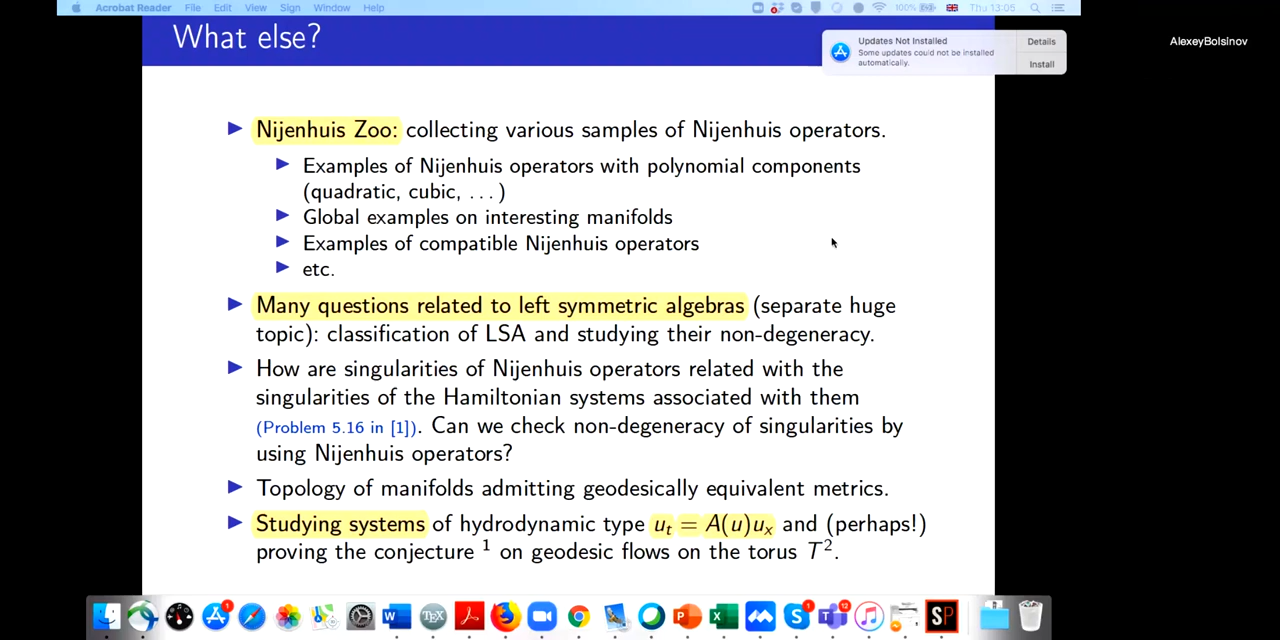 Acrobat Reader File Edit View Sign Window Help 100% Thu 13:05
What else?
Updates Not Installed
Some updates could not be installed
automatically.
Details
Install
AlexeyBolsinov
▶ Nijenhuis Zoo: collecting various samples of Nijenhuis operators.
▶ Examples of Nijenhuis operators with polynomial components
(quadratic, cubic, . . . )
▶ Global examples on interesting manifolds
▶ Examples of compatible Nijenhuis operators
▶ etc.
▶ Many questions related to left symmetric algebras (separate huge
topic): classification of LSA and studying their non-degeneracy.
▶ How are singularities of Nijenhuis operators related with the
singularities of the Hamiltonian systems associated with them
(Problem 5.16 in [1]). Can we check non-degeneracy of singularities by
using Nijenhuis operators?
▶ Topology of manifolds admitting geodesically equivalent metrics.
▶ Studying systems of hydrodynamic type u_t = A(u)u_x and (perhaps!)
proving the conjecture ¹ on geodesic flows on the torus T².